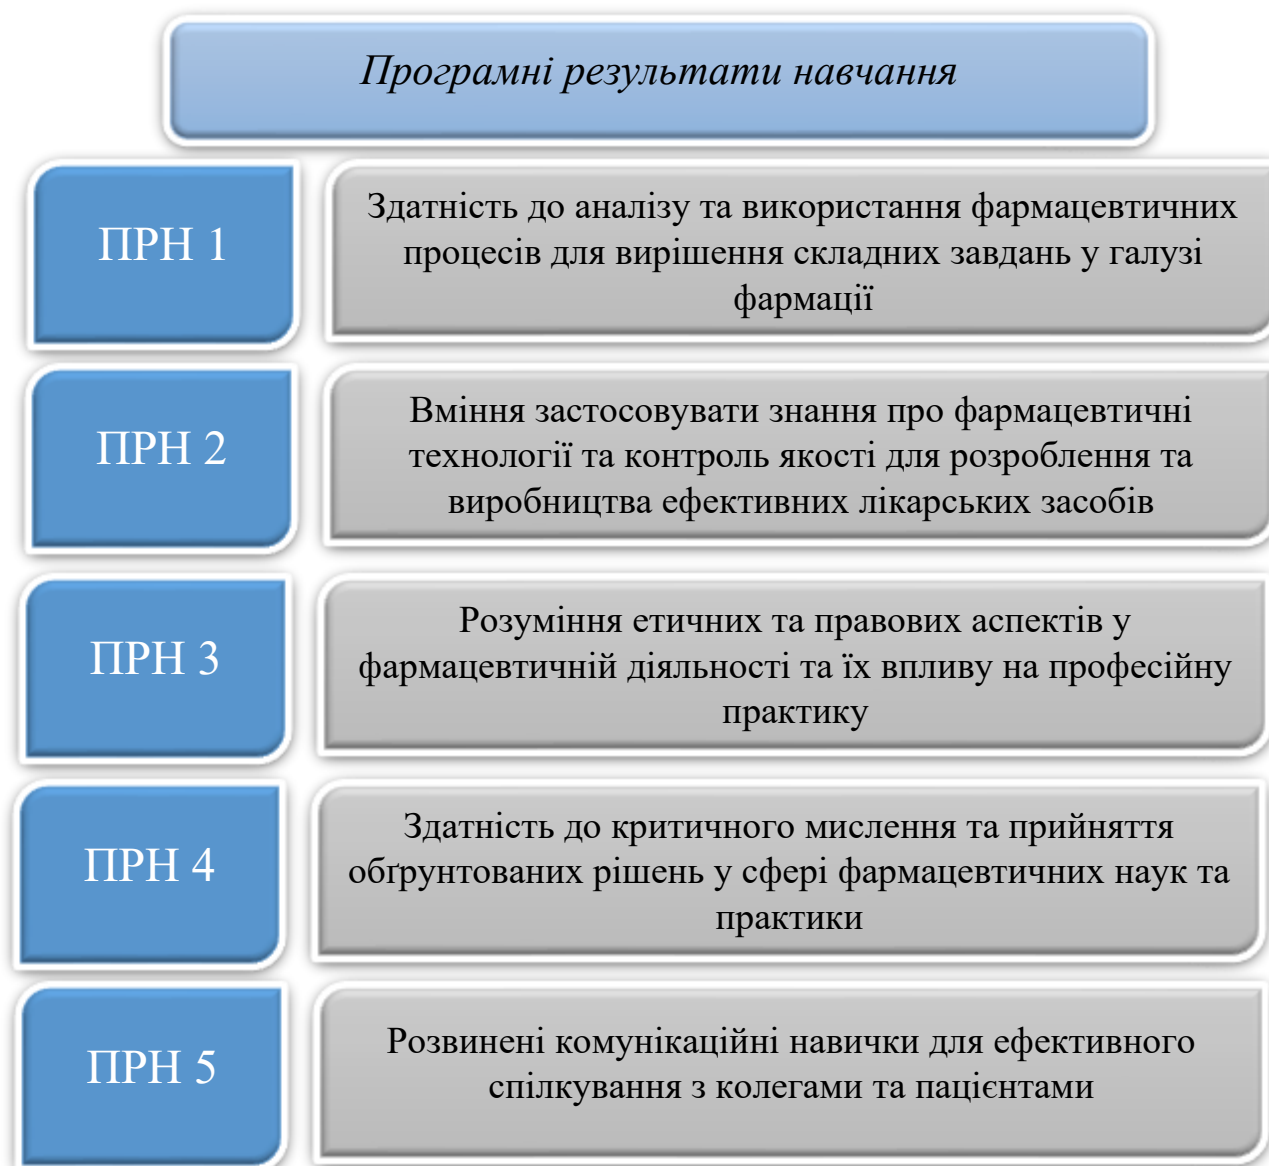 Програмні результати навчання
ПРН 1
Здатність до аналізу та використання фармацевтичних
процесів для вирішення складних завдань у галузі
фармації
ПРН 2
Вміння застосовувати знання про фармацевтичні
технології та контроль якості для розроблення та
виробництва ефективних лікарських засобів
ПРН 3
Розуміння етичних та правових аспектів у
фармацевтичній діяльності та їх впливу на професійну
практику
ПРН 4
Здатність до критичного мислення та прийняття
обґрунтованих рішень у сфері фармацевтичних наук та
практики
ПРН 5
Розвинені комунікаційні навички для ефективного
спілкування з колегами та пацієнтами